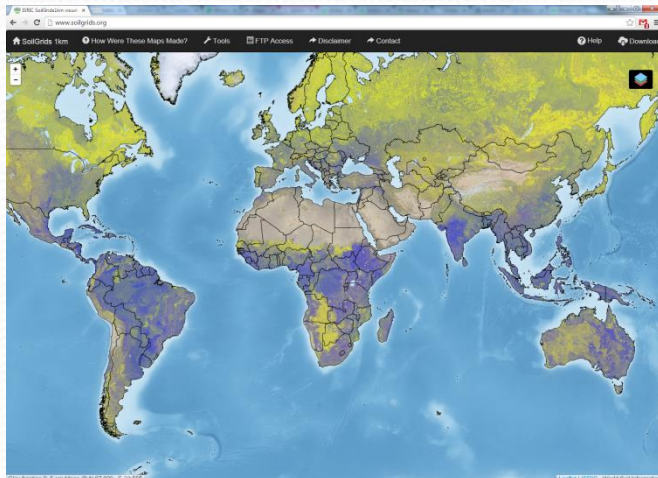 ISRIC SoilGrids1km
www.soilgrids.org
SoilGrids 1km How Were These Maps Made? Tools FTP Access Disclaimer Contact Help Download
+
-